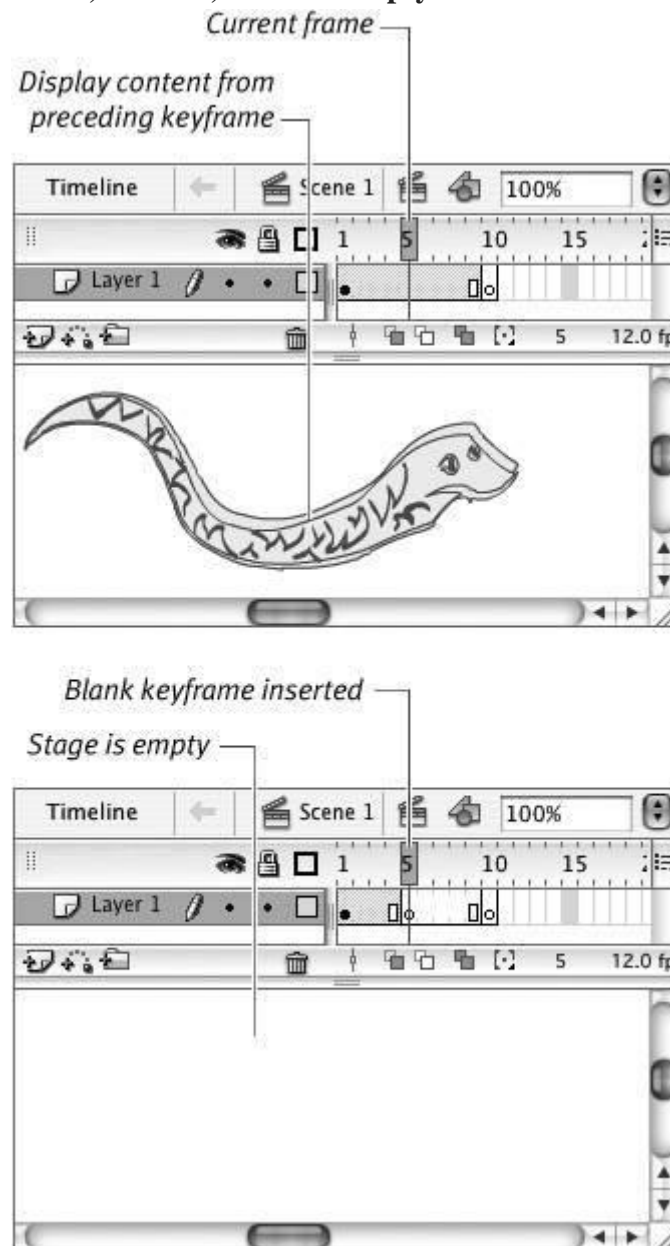 Current frame
Display content from
preceding keyframe
Timeline Scene 1 100%
1 5 10 15
Layer 1
5 12.0
Blank keyframe inserted
Stage is empty
Timeline Scene 1 100%
1 5 10 15
Layer 1
5 12.0